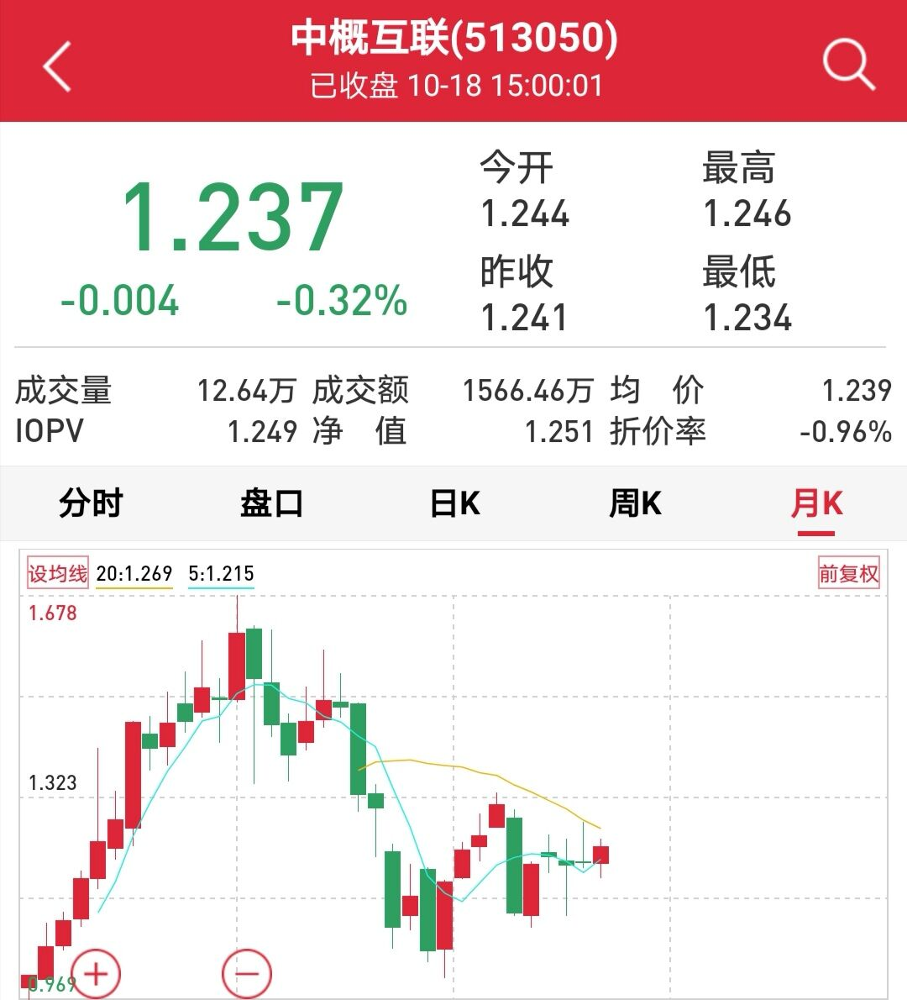 中概互联(513050)
已收盘 10-18 15:00:01
1.237
-0.004 -0.32%
今开 最高
1.244 1.246
昨收 最低
1.241 1.234
成交量 12.64万 成交额 1566.46万 均 价 1.239
IOPV 1.249 净 值 1.251 折价率 -0.96%
分时 盘口 日K 周K 月K
设均线 20:1.269 5:1.215 前复权
1.678
1.323
0.969